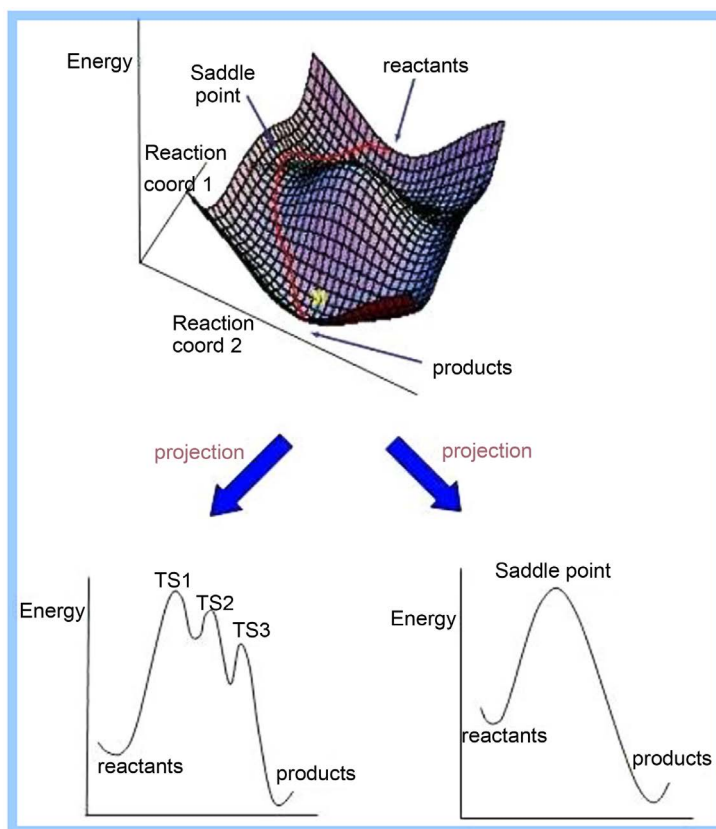 Energy
Saddle
point
reactants
Reaction
coord 1
Reaction
coord 2
products
projection
projection
Energy
TS1
TS2
TS3
reactants
products
Saddle point
Energy
reactants
products